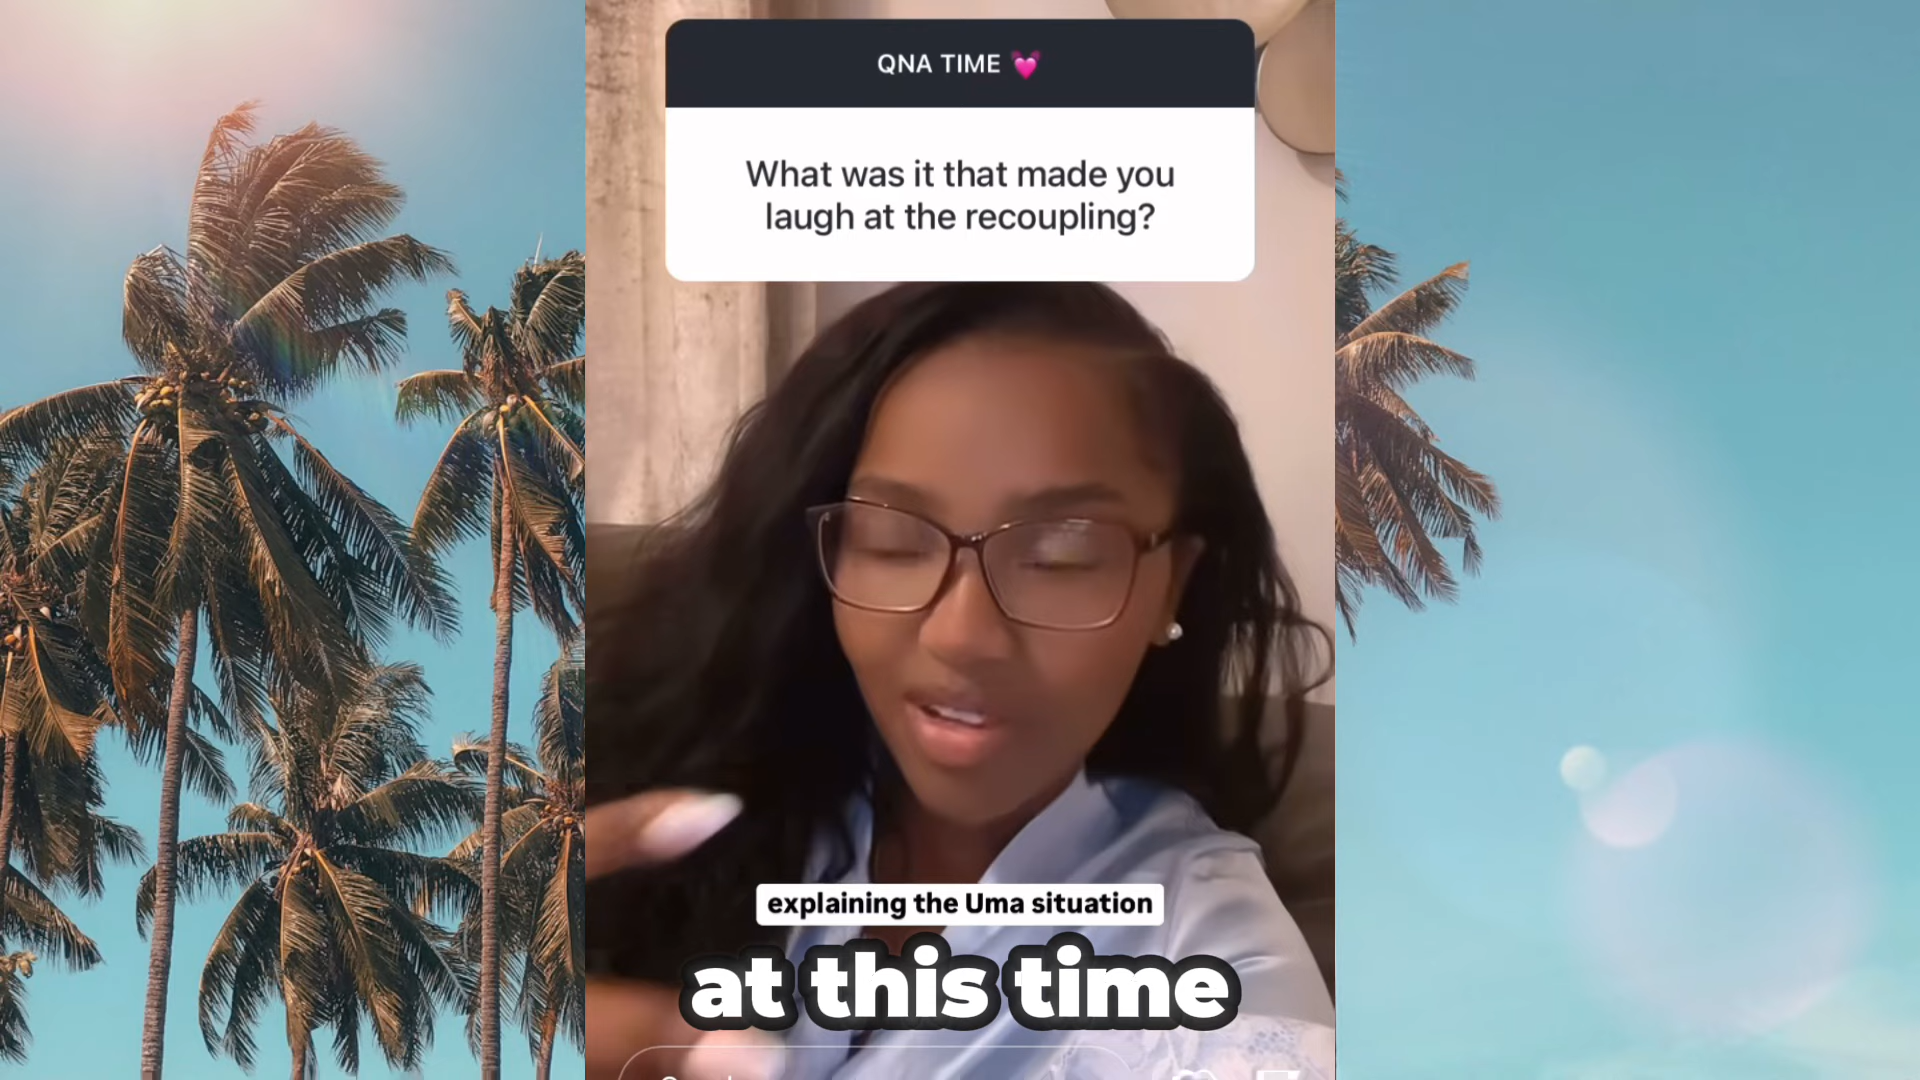 QNA TIME 💓
What was it that made you
laugh at the recoupling?
explaining the Uma situation
at this time